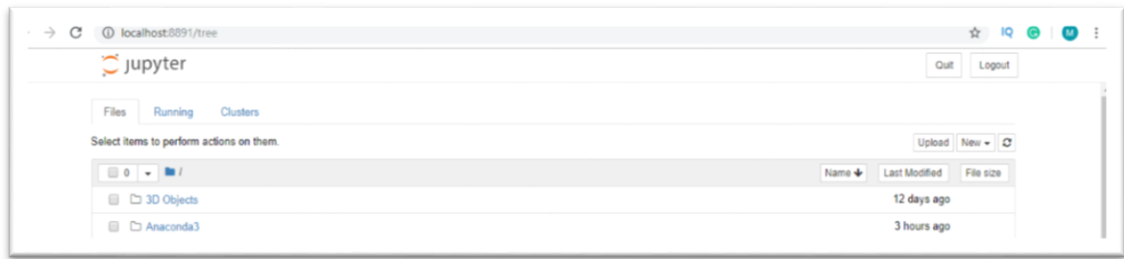 localhost:8891/tree
IQ
M
jupyter
Quit Logout
Files Running Clusters
Select items to perform actions on them.
Upload New
0 /
Name Last Modified File size
3D Objects 12 days ago
Anaconda3 3 hours ago